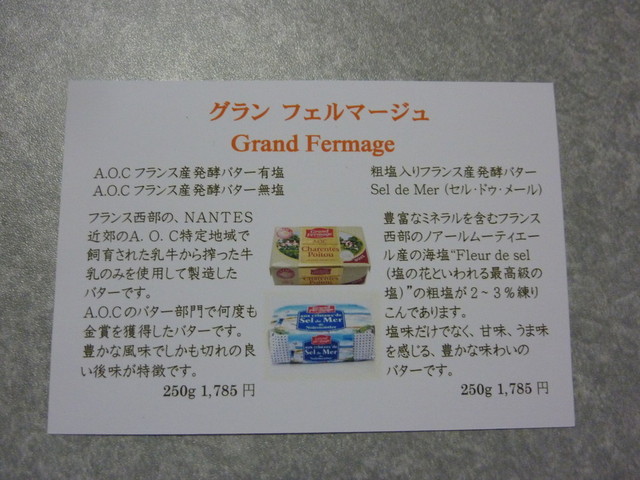 グラン フェルマージュ
Grand Fermage
A.O.C フランス産発酵バター有塩
A.O.C フランス産発酵バター無塩
フランス西部の、NANTES
近郊のA.O.C特定地域で
飼育された乳牛から搾った牛
乳のみを使用して製造した
バターです。
A.O.Cのバター部門で何度も
金賞を獲得したバターです。
豊かな風味でしかも切れの良
い後味が特徴です。
250g 1,785 円
粗塩入りフランス産発酵バター
Sel de Mer (セル・ドゥ・メール)
豊富なミネラルを含むフランス
西部のノアールムーティエー
ル産の海塩“Fleur de sel
(塩の花といわれる最高級の
塩)”の粗塩が2~3%練り
こんであります。
塩味だけでなく、甘味、うま味
を感じる、豊かな味わいの
バターです。
250g 1,785 円
Charentes
Poitou
Charentes
Sel de Mer
Sel de Mer